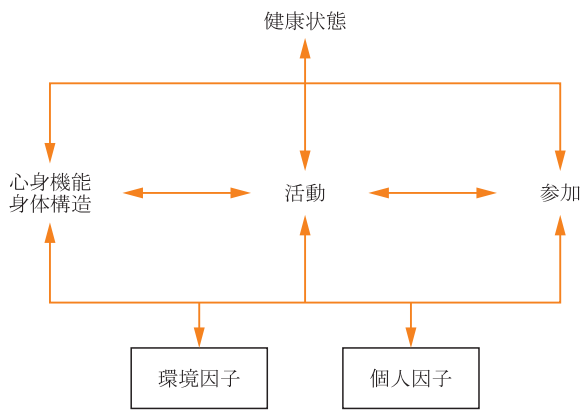 健康状態
心身機能
身体構造
活動
参加
環境因子
個人因子